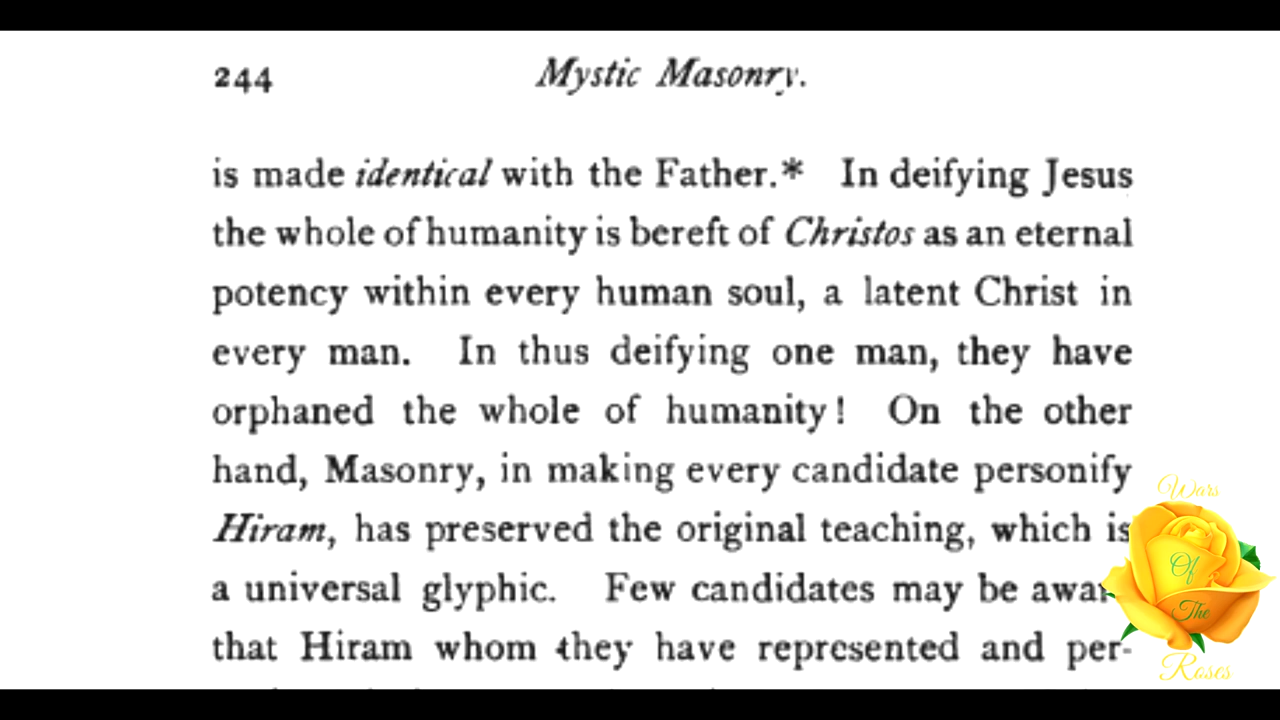 244 Mystic Masonry.
is made identical with the Father.* In deifying Jesus
the whole of humanity is bereft of Christos as an eternal
potency within every human soul, a latent Christ in
every man. In thus deifying one man, they have
orphaned the whole of humanity! On the other
hand, Masonry, in making every candidate personify
Hiram, has preserved the original teaching, which is
a universal glyphic. Few candidates may be awar
that Hiram whom they have represented and per-
Wars
Of
The
Roses